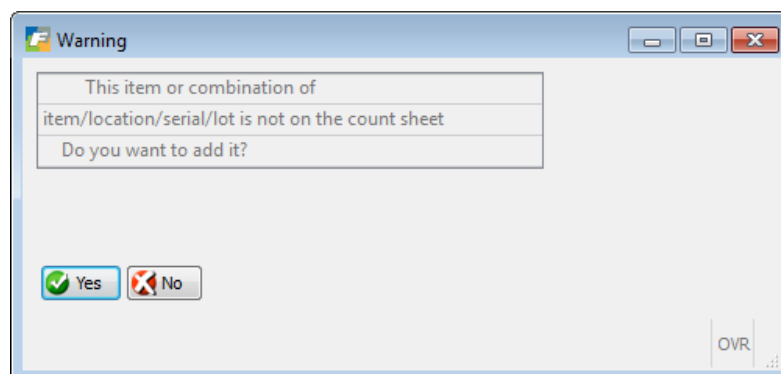 Warning
This item or combination of
item/location/serial/lot is not on the count sheet
Do you want to add it?
Yes No
OVR